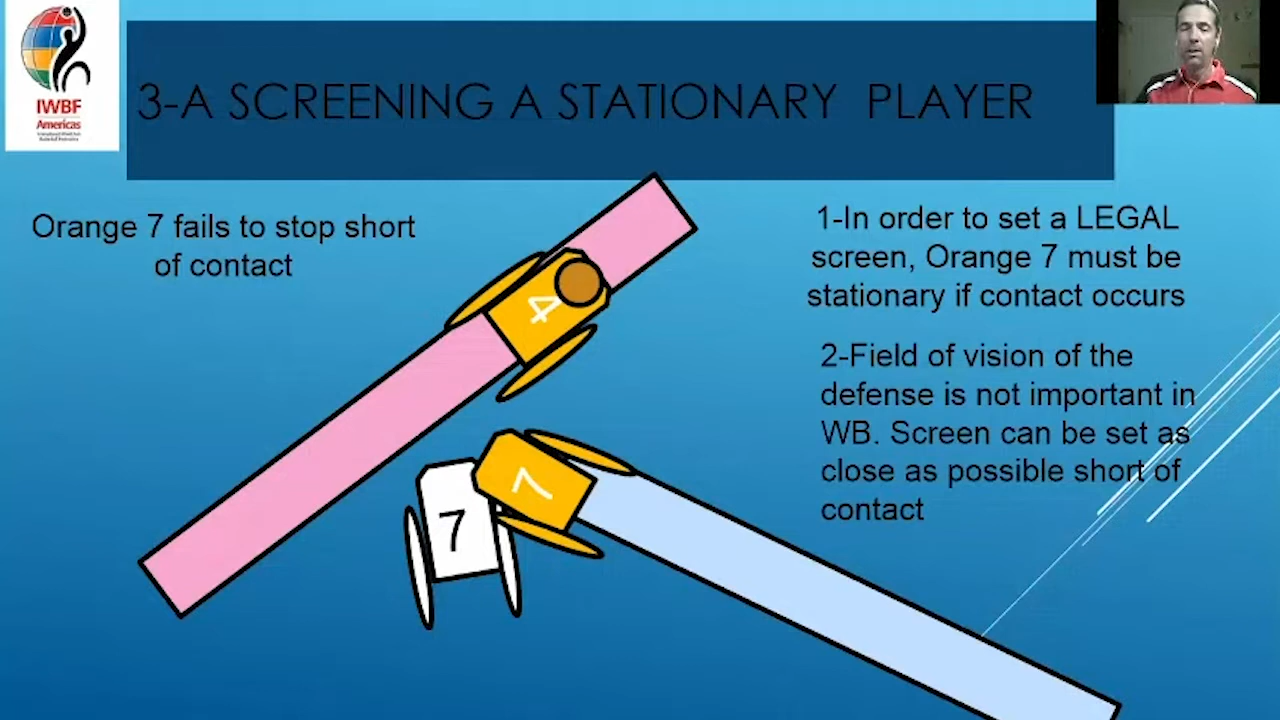 IWBF
Americas
3-A SCREENING A STATIONARY PLAYER
Orange 7 fails to stop short
of contact
1-In order to set a LEGAL
screen, Orange 7 must be
stationary if contact occurs
2-Field of vision of the
defense is not important in
WB. Screen can be set as
close as possible short of
contact
4
7
7